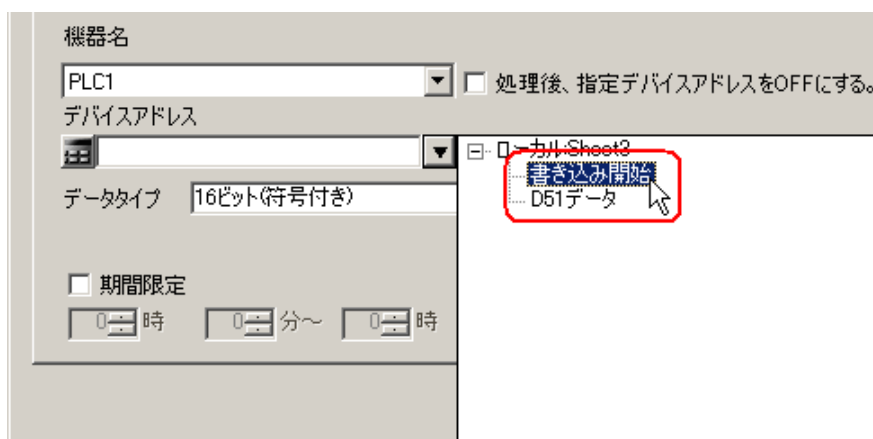 機器名
PLC1
処理後、指定デバイスアドレスをOFFにする。
デバイスアドレス
ローカル:Sheet3
書き込み開始
データタイプ 16ビット(符号付き)
D51データ
期間限定
0時 0分～ 0時